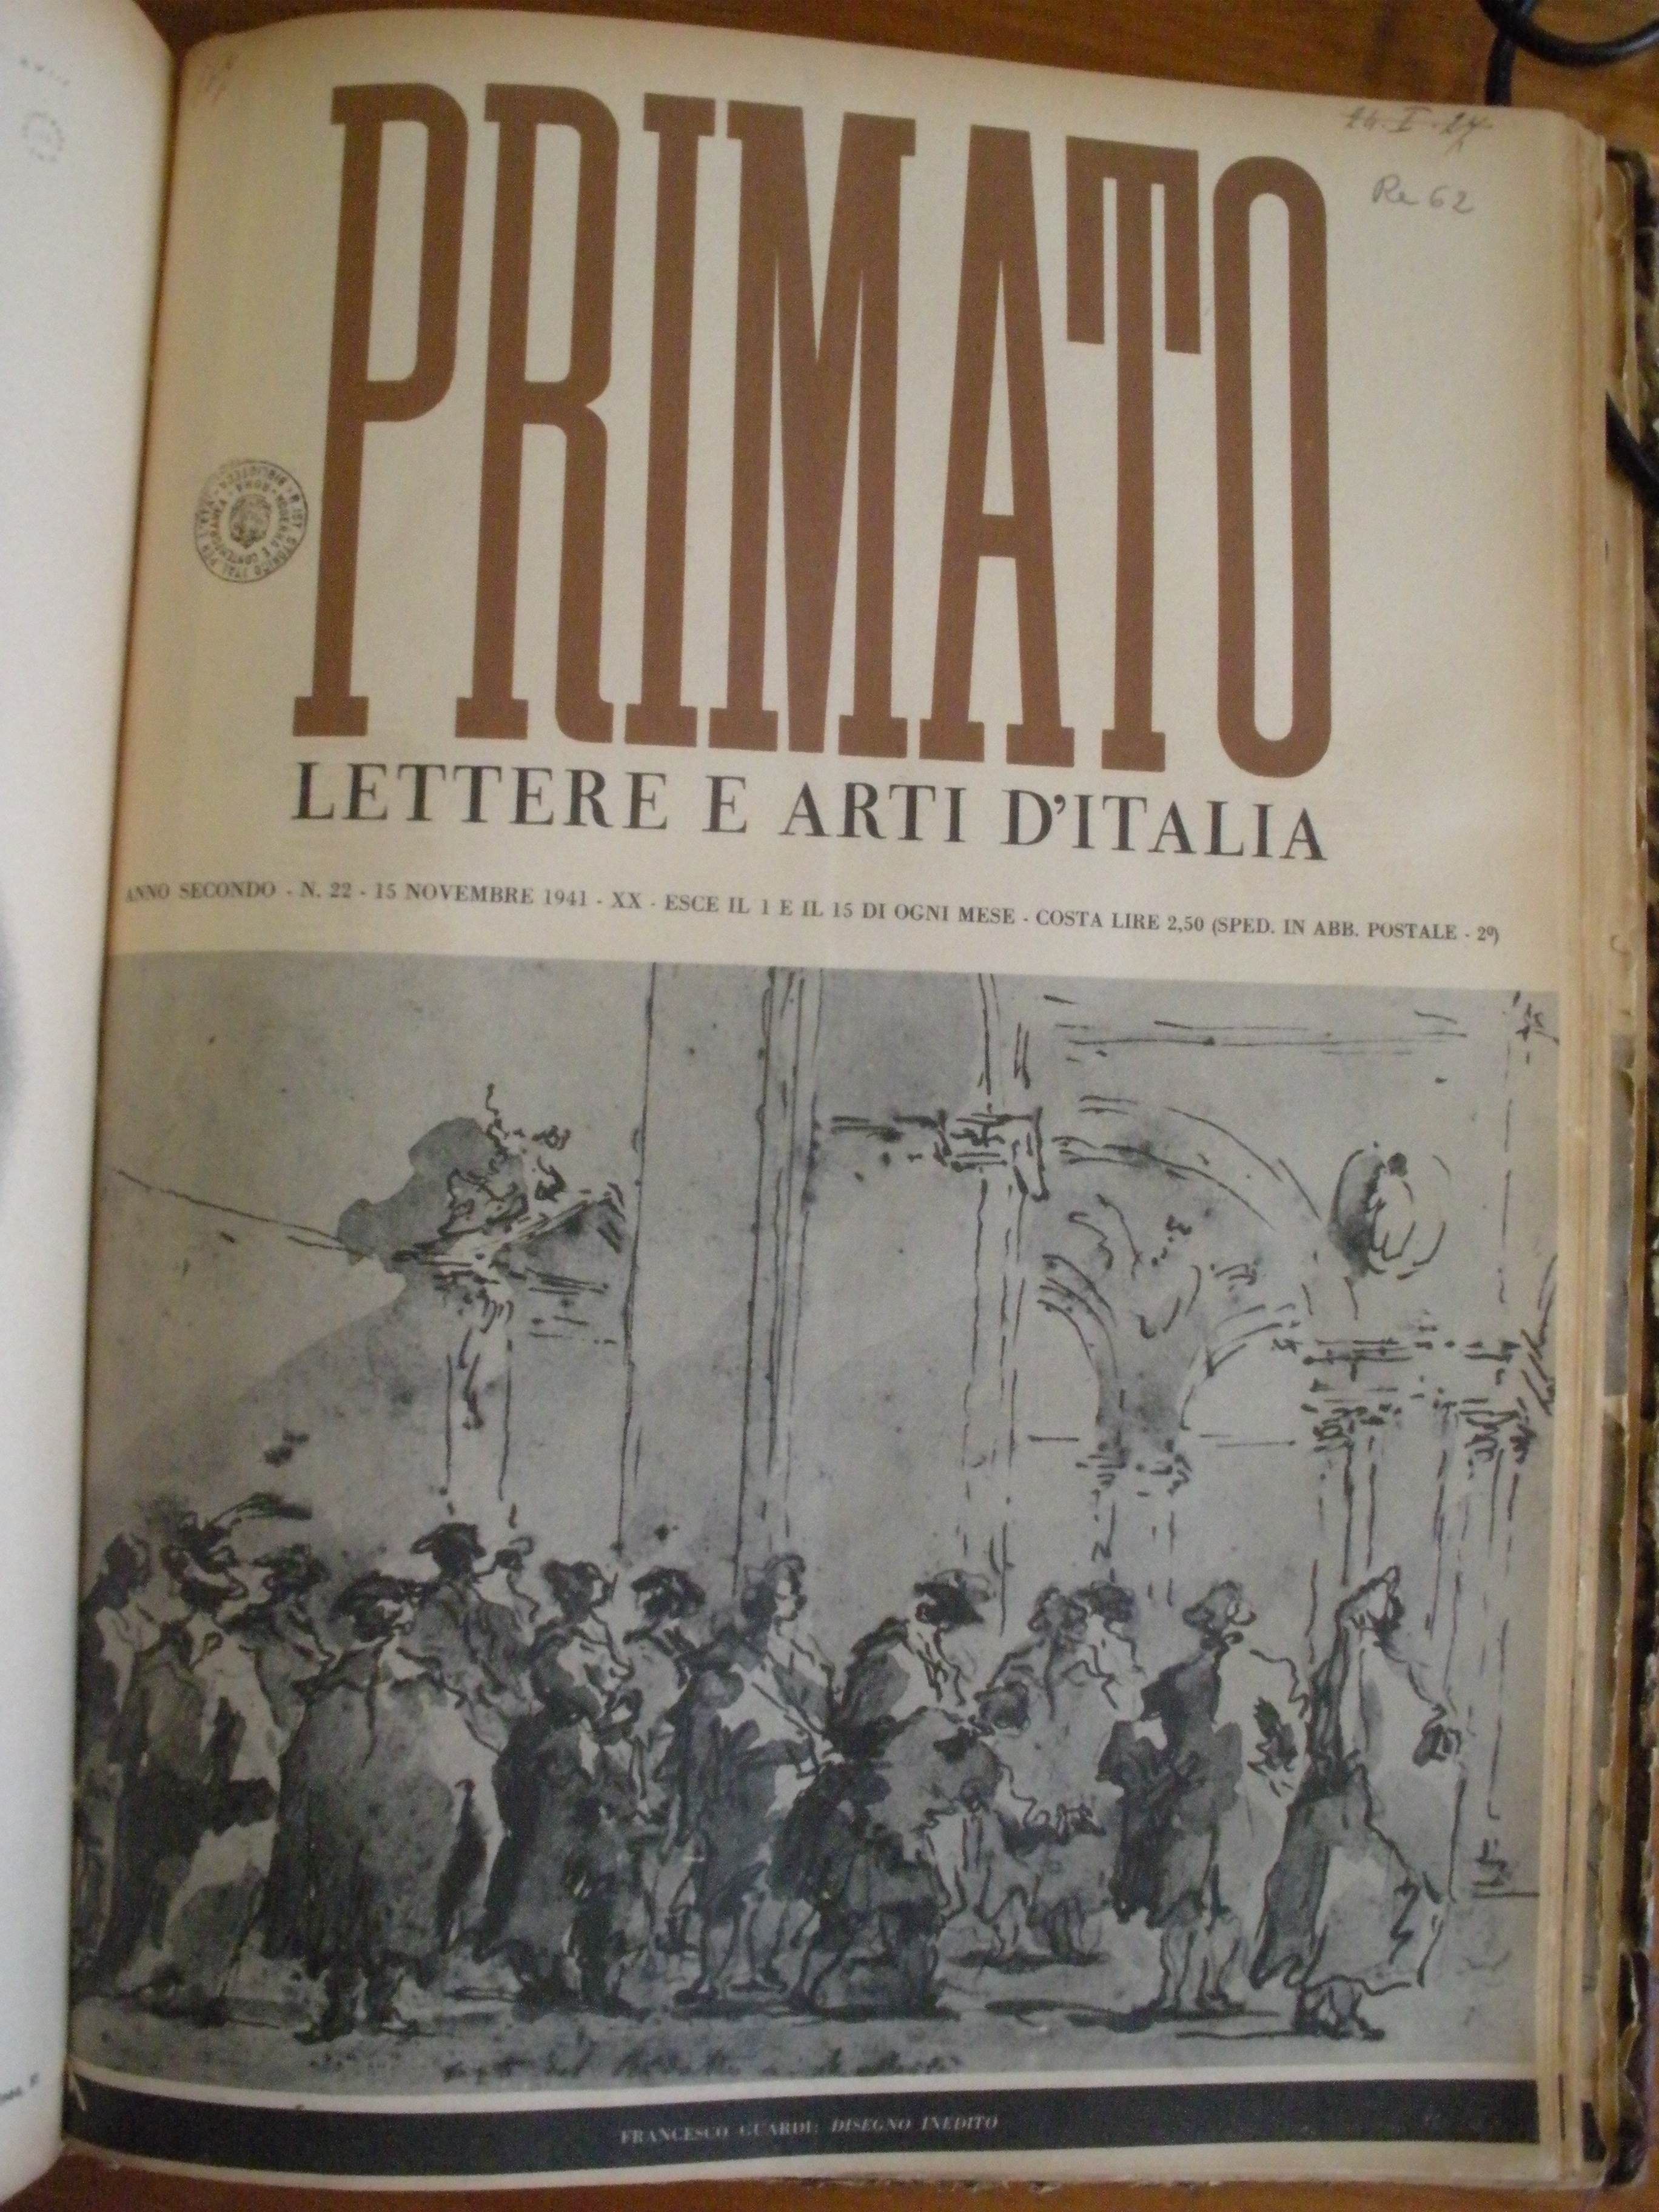 PRIMATO
Re 62
LETTERE E ARTI D'ITALIA
ANNO SECONDO - N. 22 - 15 NOVEMBRE 1941 - XX - ESCE IL 1 E IL 15 DI OGNI MESE - COSTA LIRE 2,50 (SPED. IN ABB. POSTALE - 2º)
FRANCESCO GUARDI: DISEGNO INEDITO